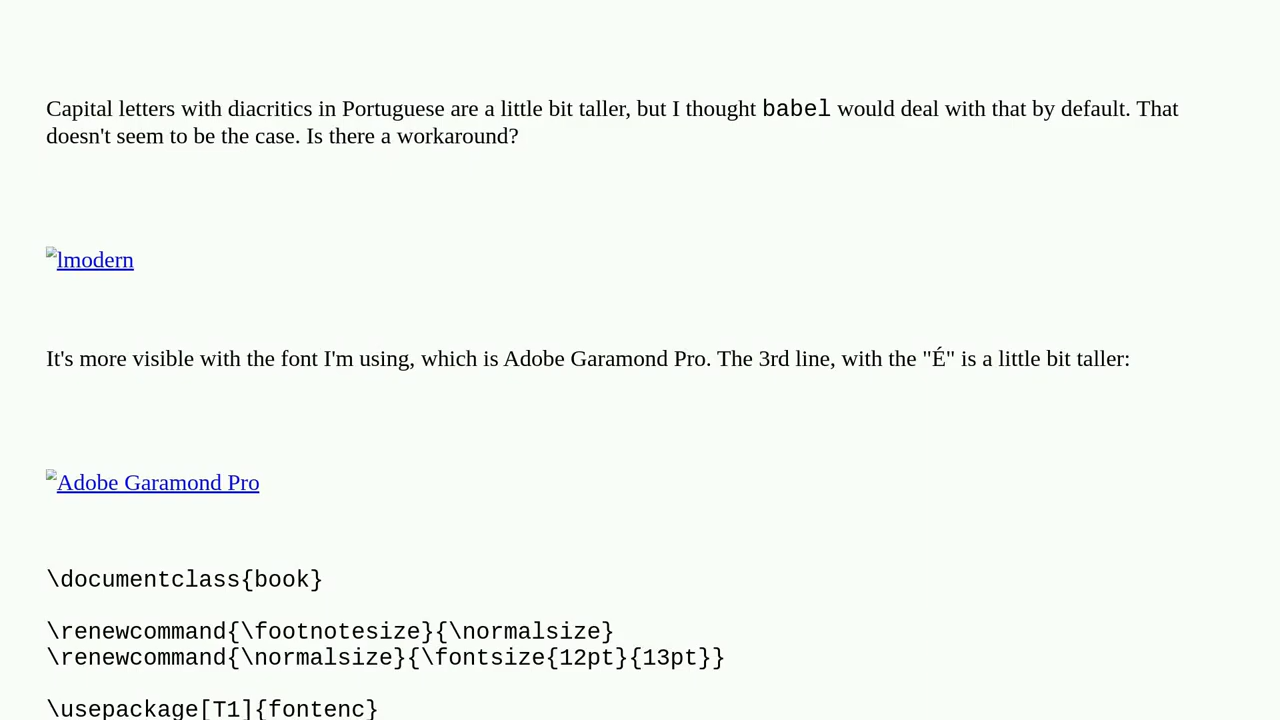 Capital letters with diacritics in Portuguese are a little bit taller, but I thought babel would deal with that by default. That
doesn't seem to be the case. Is there a workaround?
lmodern
It's more visible with the font I'm using, which is Adobe Garamond Pro. The 3rd line, with the "É" is a little bit taller:
Adobe Garamond Pro
\documentclass{book}
\renewcommand{\footnotesize}{\normalsize}
\renewcommand{\normalsize}{\fontsize{12pt}{13pt}}
\usepackage[T1]{fontenc}